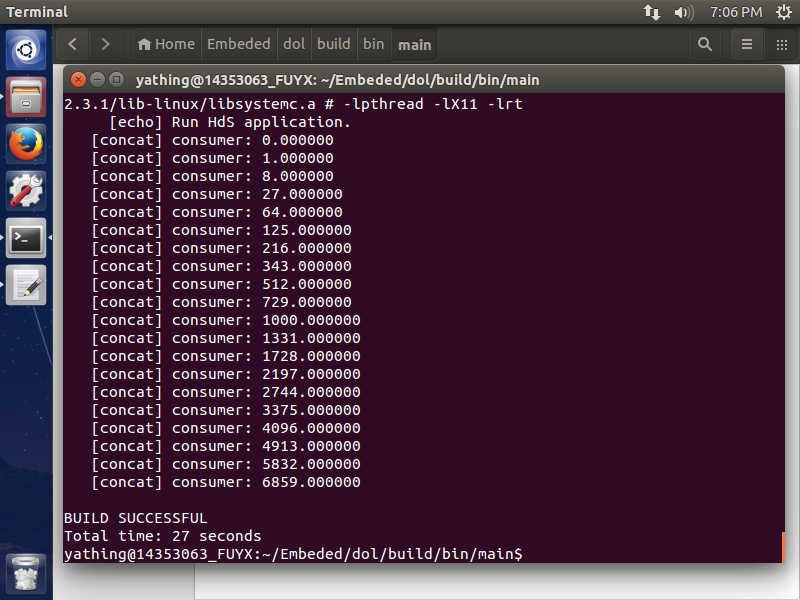 Terminal
7:06 PM
Home Embeded dol build bin main
yathing@14353063_FUYX: ~/Embeded/dol/build/bin/main
2.3.1/lib-linux/libsystemc.a # -lpthread -lX11 -lrt
[echo] Run HdS application.
[concat] consumer: 0.000000
[concat] consumer: 1.000000
[concat] consumer: 8.000000
[concat] consumer: 27.000000
[concat] consumer: 64.000000
[concat] consumer: 125.000000
[concat] consumer: 216.000000
[concat] consumer: 343.000000
[concat] consumer: 512.000000
[concat] consumer: 729.000000
[concat] consumer: 1000.000000
[concat] consumer: 1331.000000
[concat] consumer: 1728.000000
[concat] consumer: 2197.000000
[concat] consumer: 2744.000000
[concat] consumer: 3375.000000
[concat] consumer: 4096.000000
[concat] consumer: 4913.000000
[concat] consumer: 5832.000000
[concat] consumer: 6859.000000
BUILD SUCCESSFUL
Total time: 27 seconds
yathing@14353063_FUYX:~/Embeded/dol/build/bin/main$